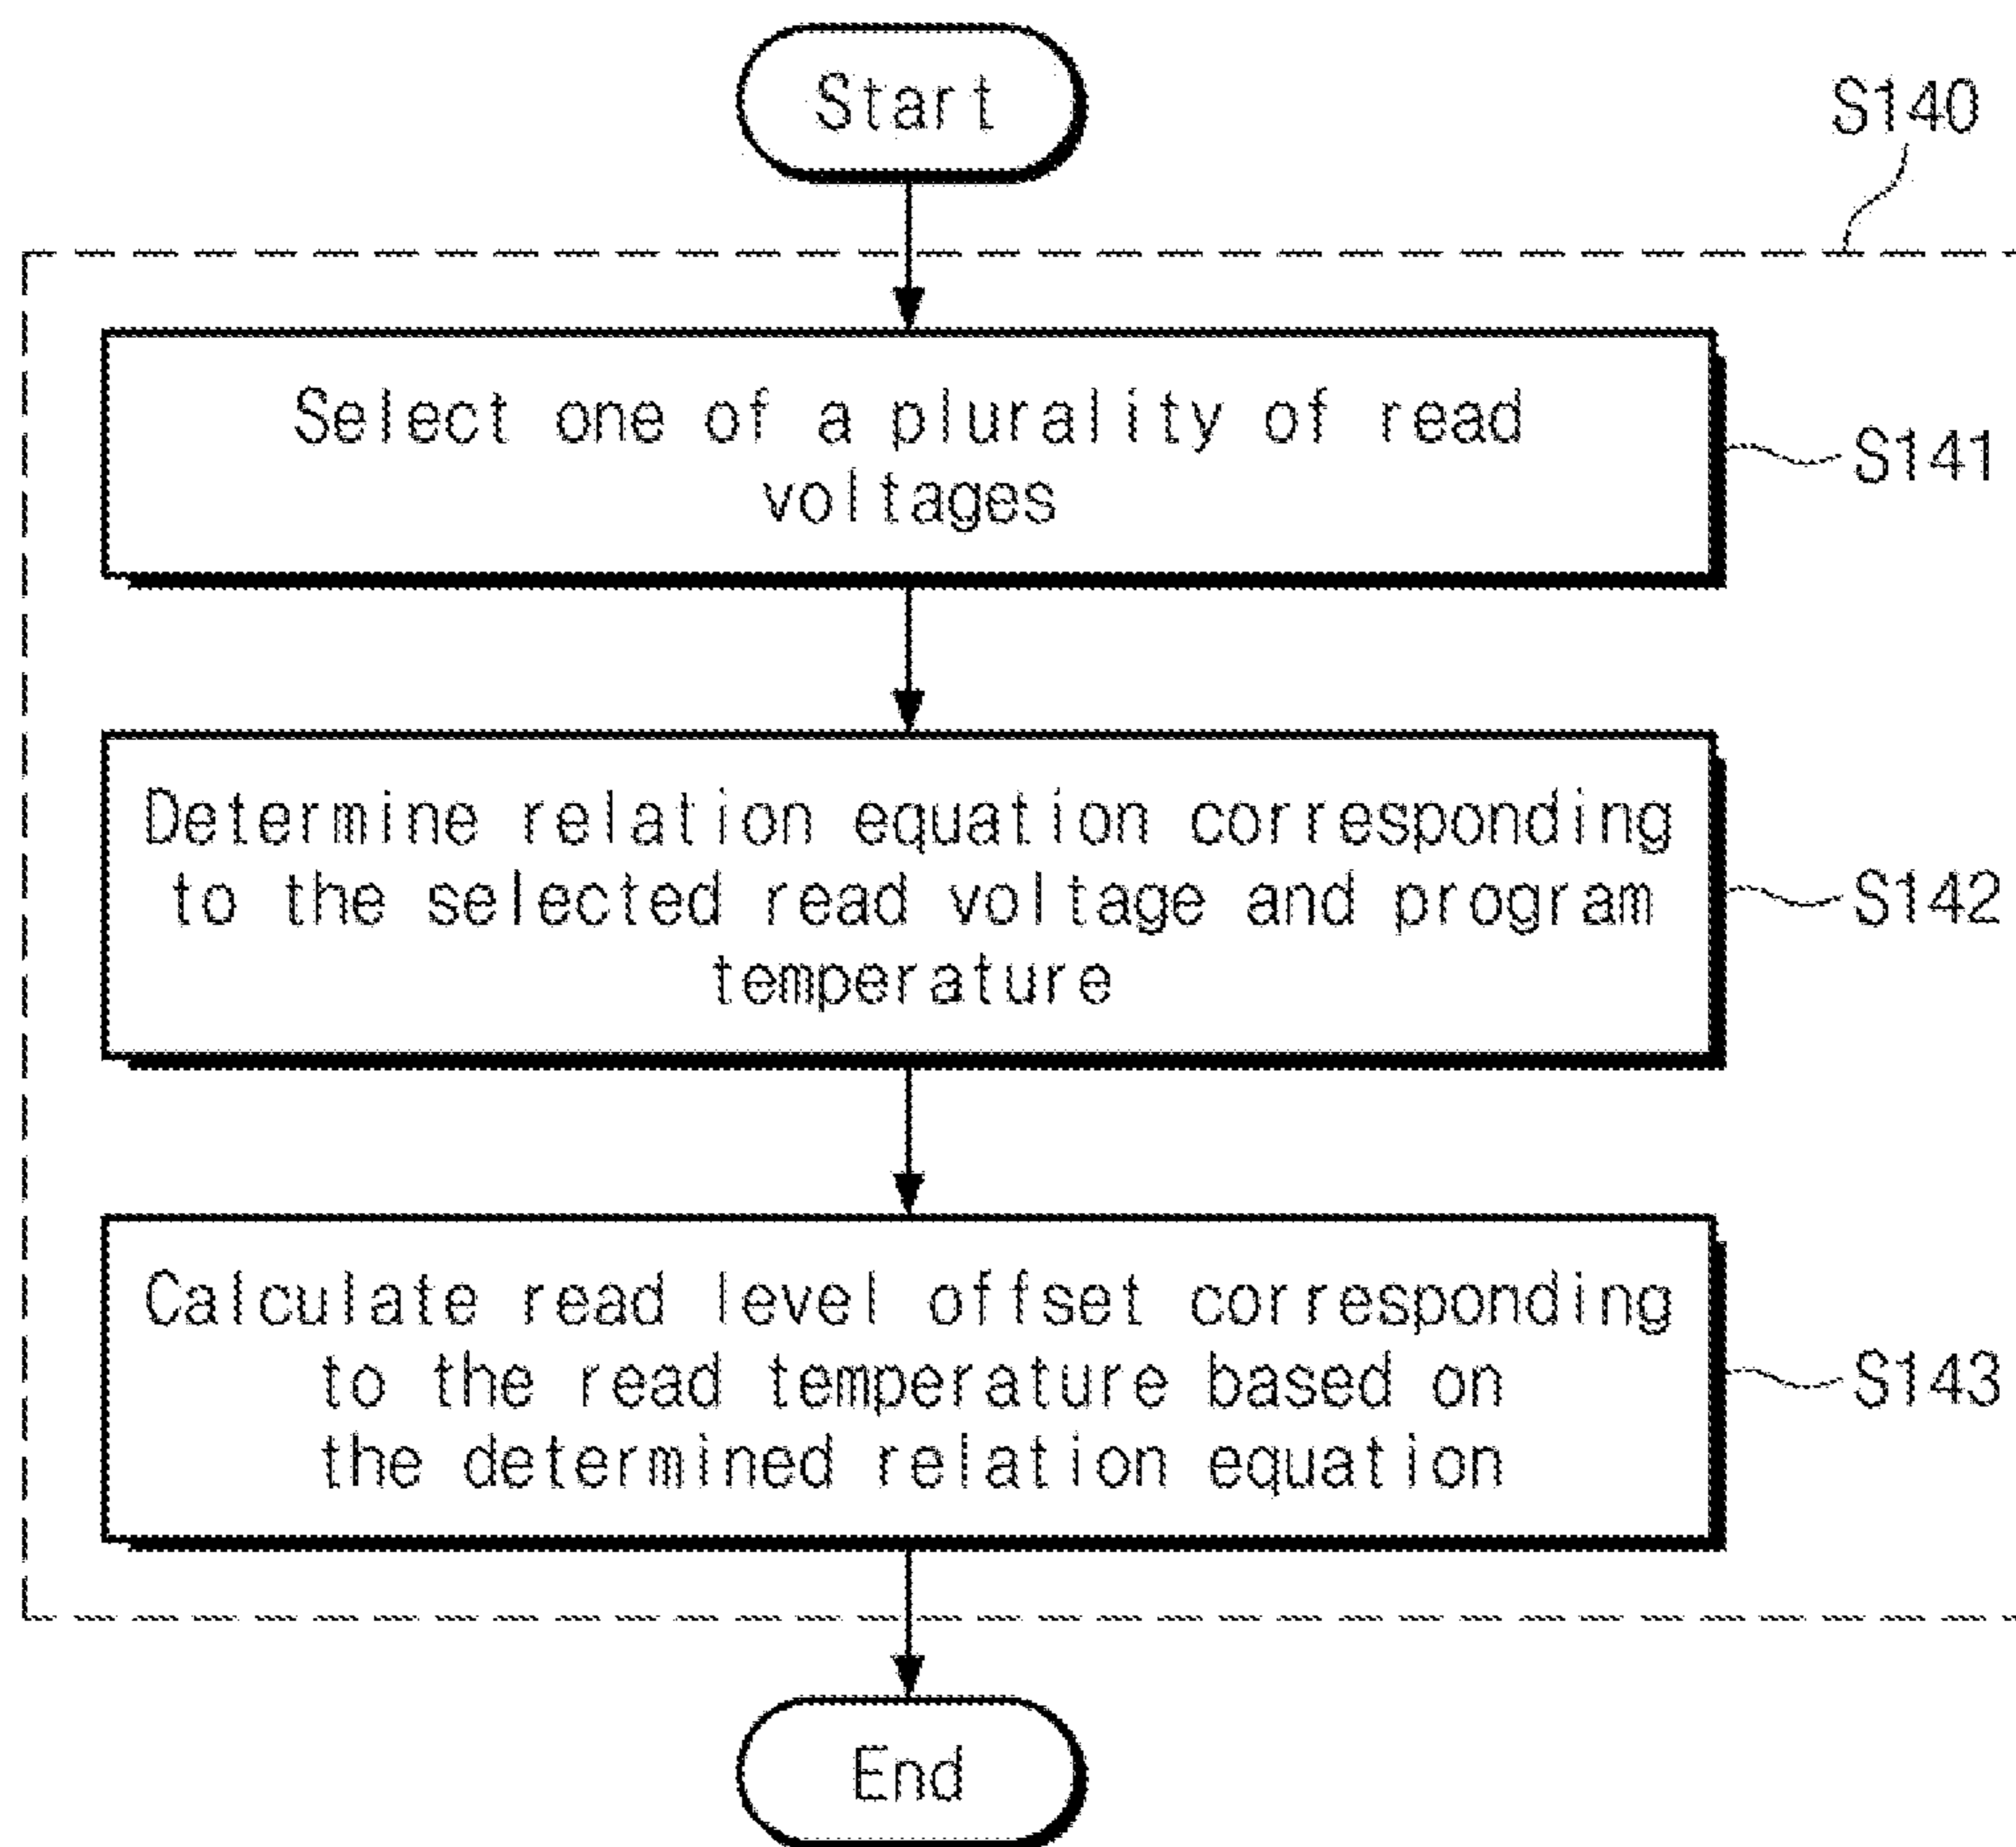 Start
S140
Select one of a plurality of read
voltages
S141
Determine relation equation corresponding
to the selected read voltage and program
temperature
S142
Calculate read level offset corresponding
to the read temperature based on
the determined relation equation
S143
End